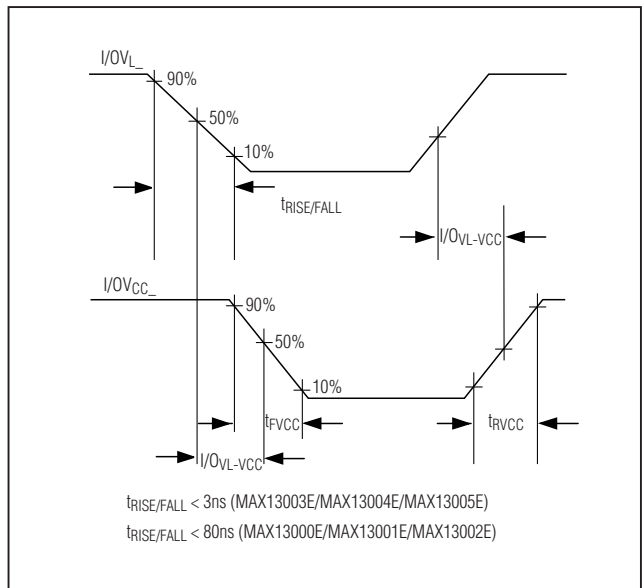 I/OVL_
90%
50%
10%
tRISE/FALL
I/OVL-VCC
I/OVCC_
90%
50%
10%
tFVCC
tRVCC
I/OVL-VCC
tRISE/FALL < 3ns (MAX13003E/MAX13004E/MAX13005E)
tRISE/FALL < 80ns (MAX13000E/MAX13001E/MAX13002E)